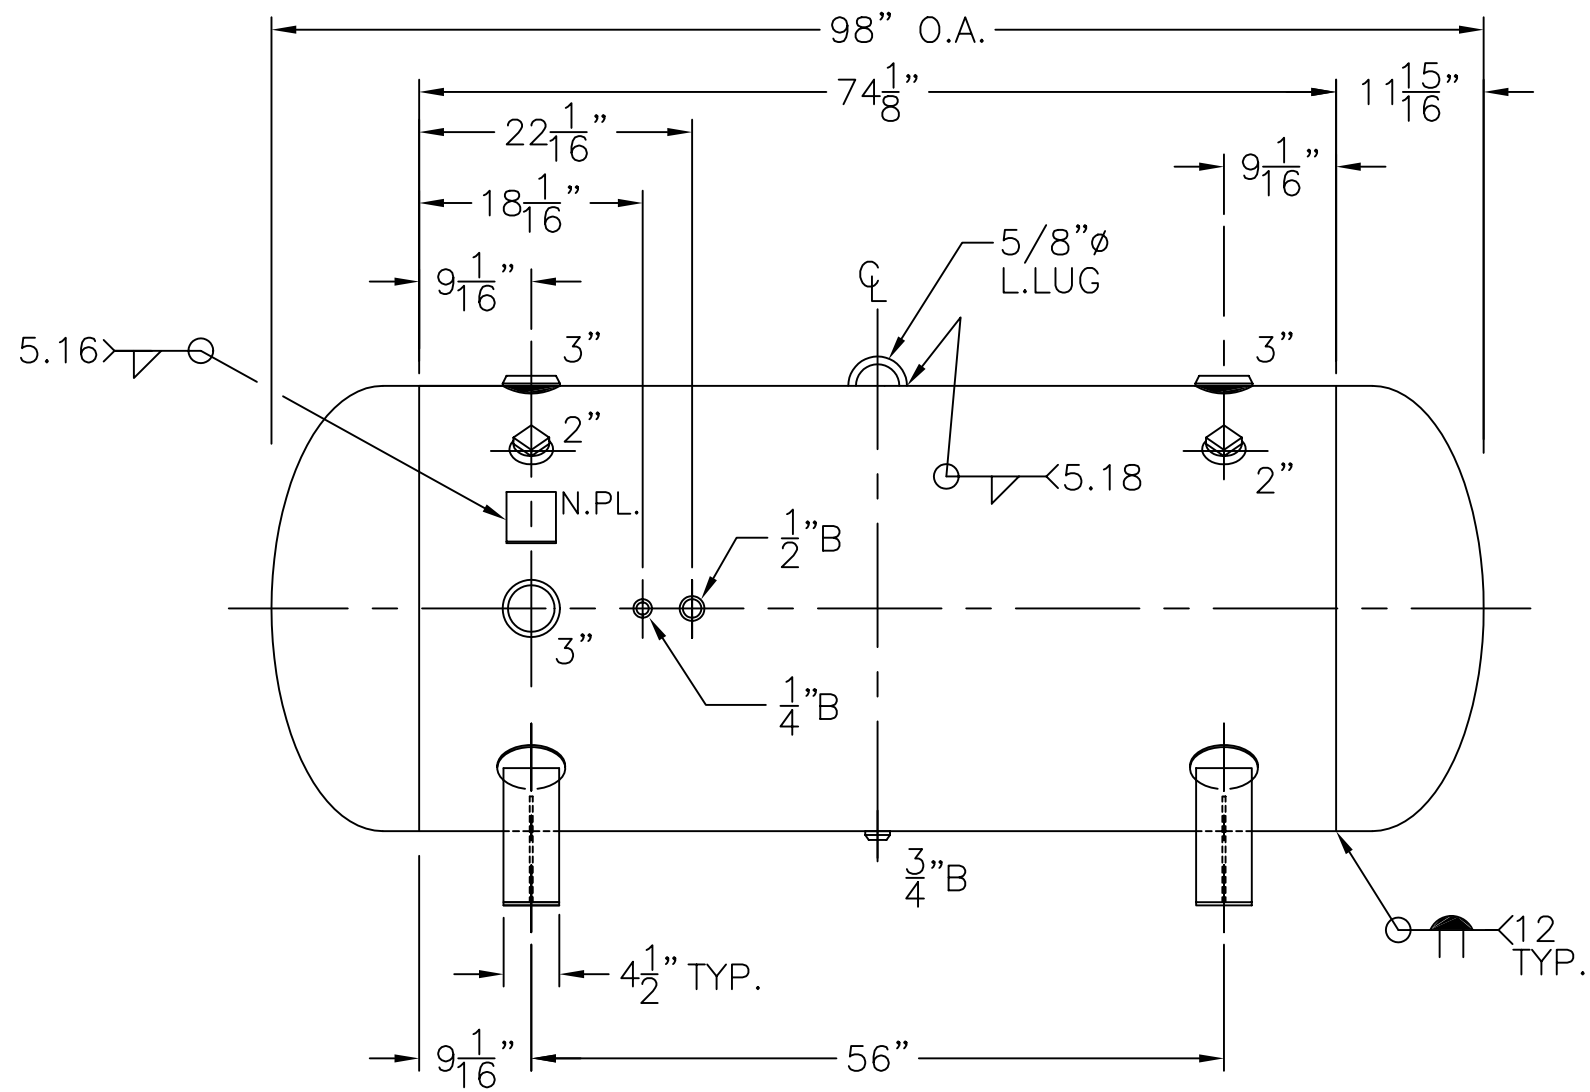 98” O.A.
74 1/8”
11 15/16”
22 1/16”
9 1/16”
18 1/16”
5/8”ø
L.LUG
℄
9 1/16”
5.16
3”
3”
2”
2”
5.18
N.PL.
1/2”B
3”
1/4”B
3/4”B
12
TYP.
4 1/2” TYP.
9 1/16”
56”